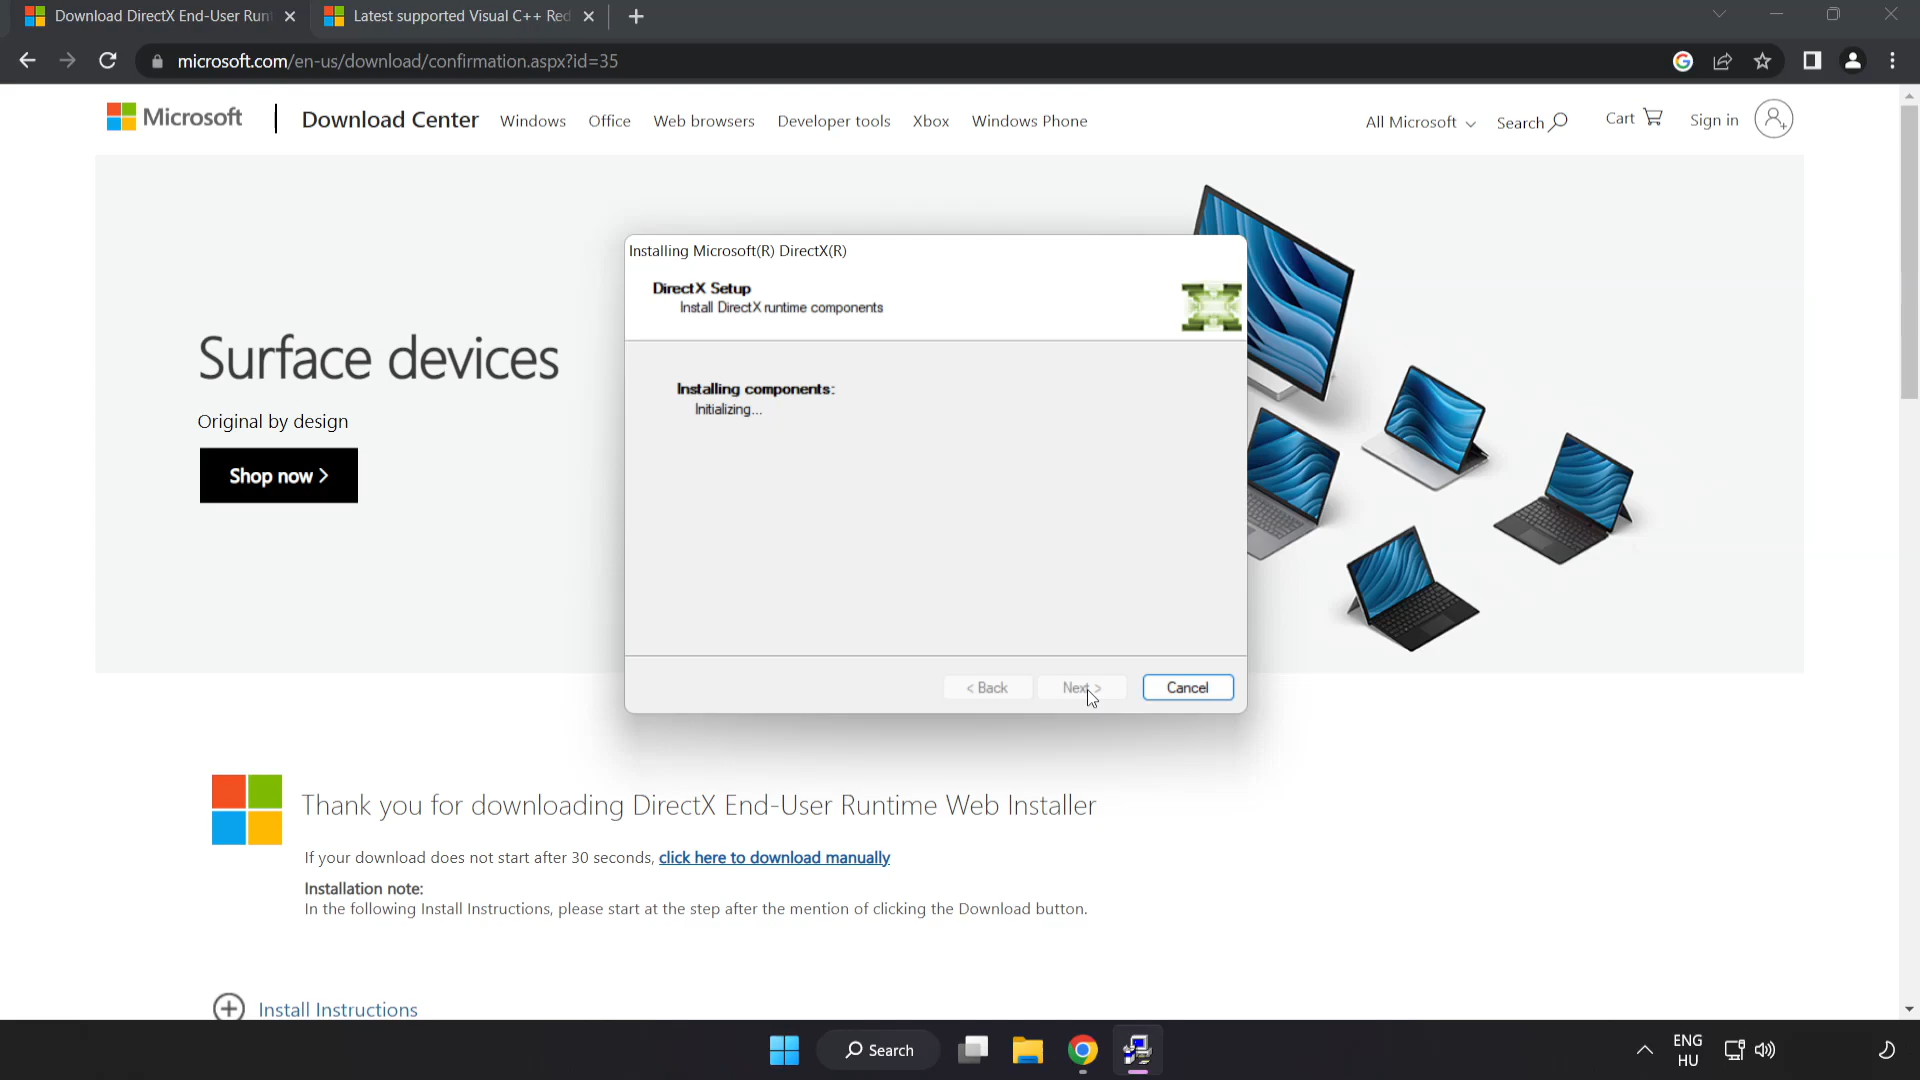 Download DirectX End-User Run
Latest supported Visual C++ Red
microsoft.com/en-us/download/confirmation.aspx?id=35
Microsoft
Download Center
Windows
Office
Web browsers
Developer tools
Xbox
Windows Phone
All Microsoft
Search
Cart
Sign in
Surface devices
Original by design
Shop now >
Installing Microsoft(R) DirectX(R)
DirectX Setup
Install DirectX runtime components
Installing components:
Initializing...
< Back
Next >
Cancel
Thank you for downloading DirectX End-User Runtime Web Installer
If your download does not start after 30 seconds, click here to download manually
Installation note:
In the following Install Instructions, please start at the step after the mention of clicking the Download button.
Install Instructions
Search
ENG
HU